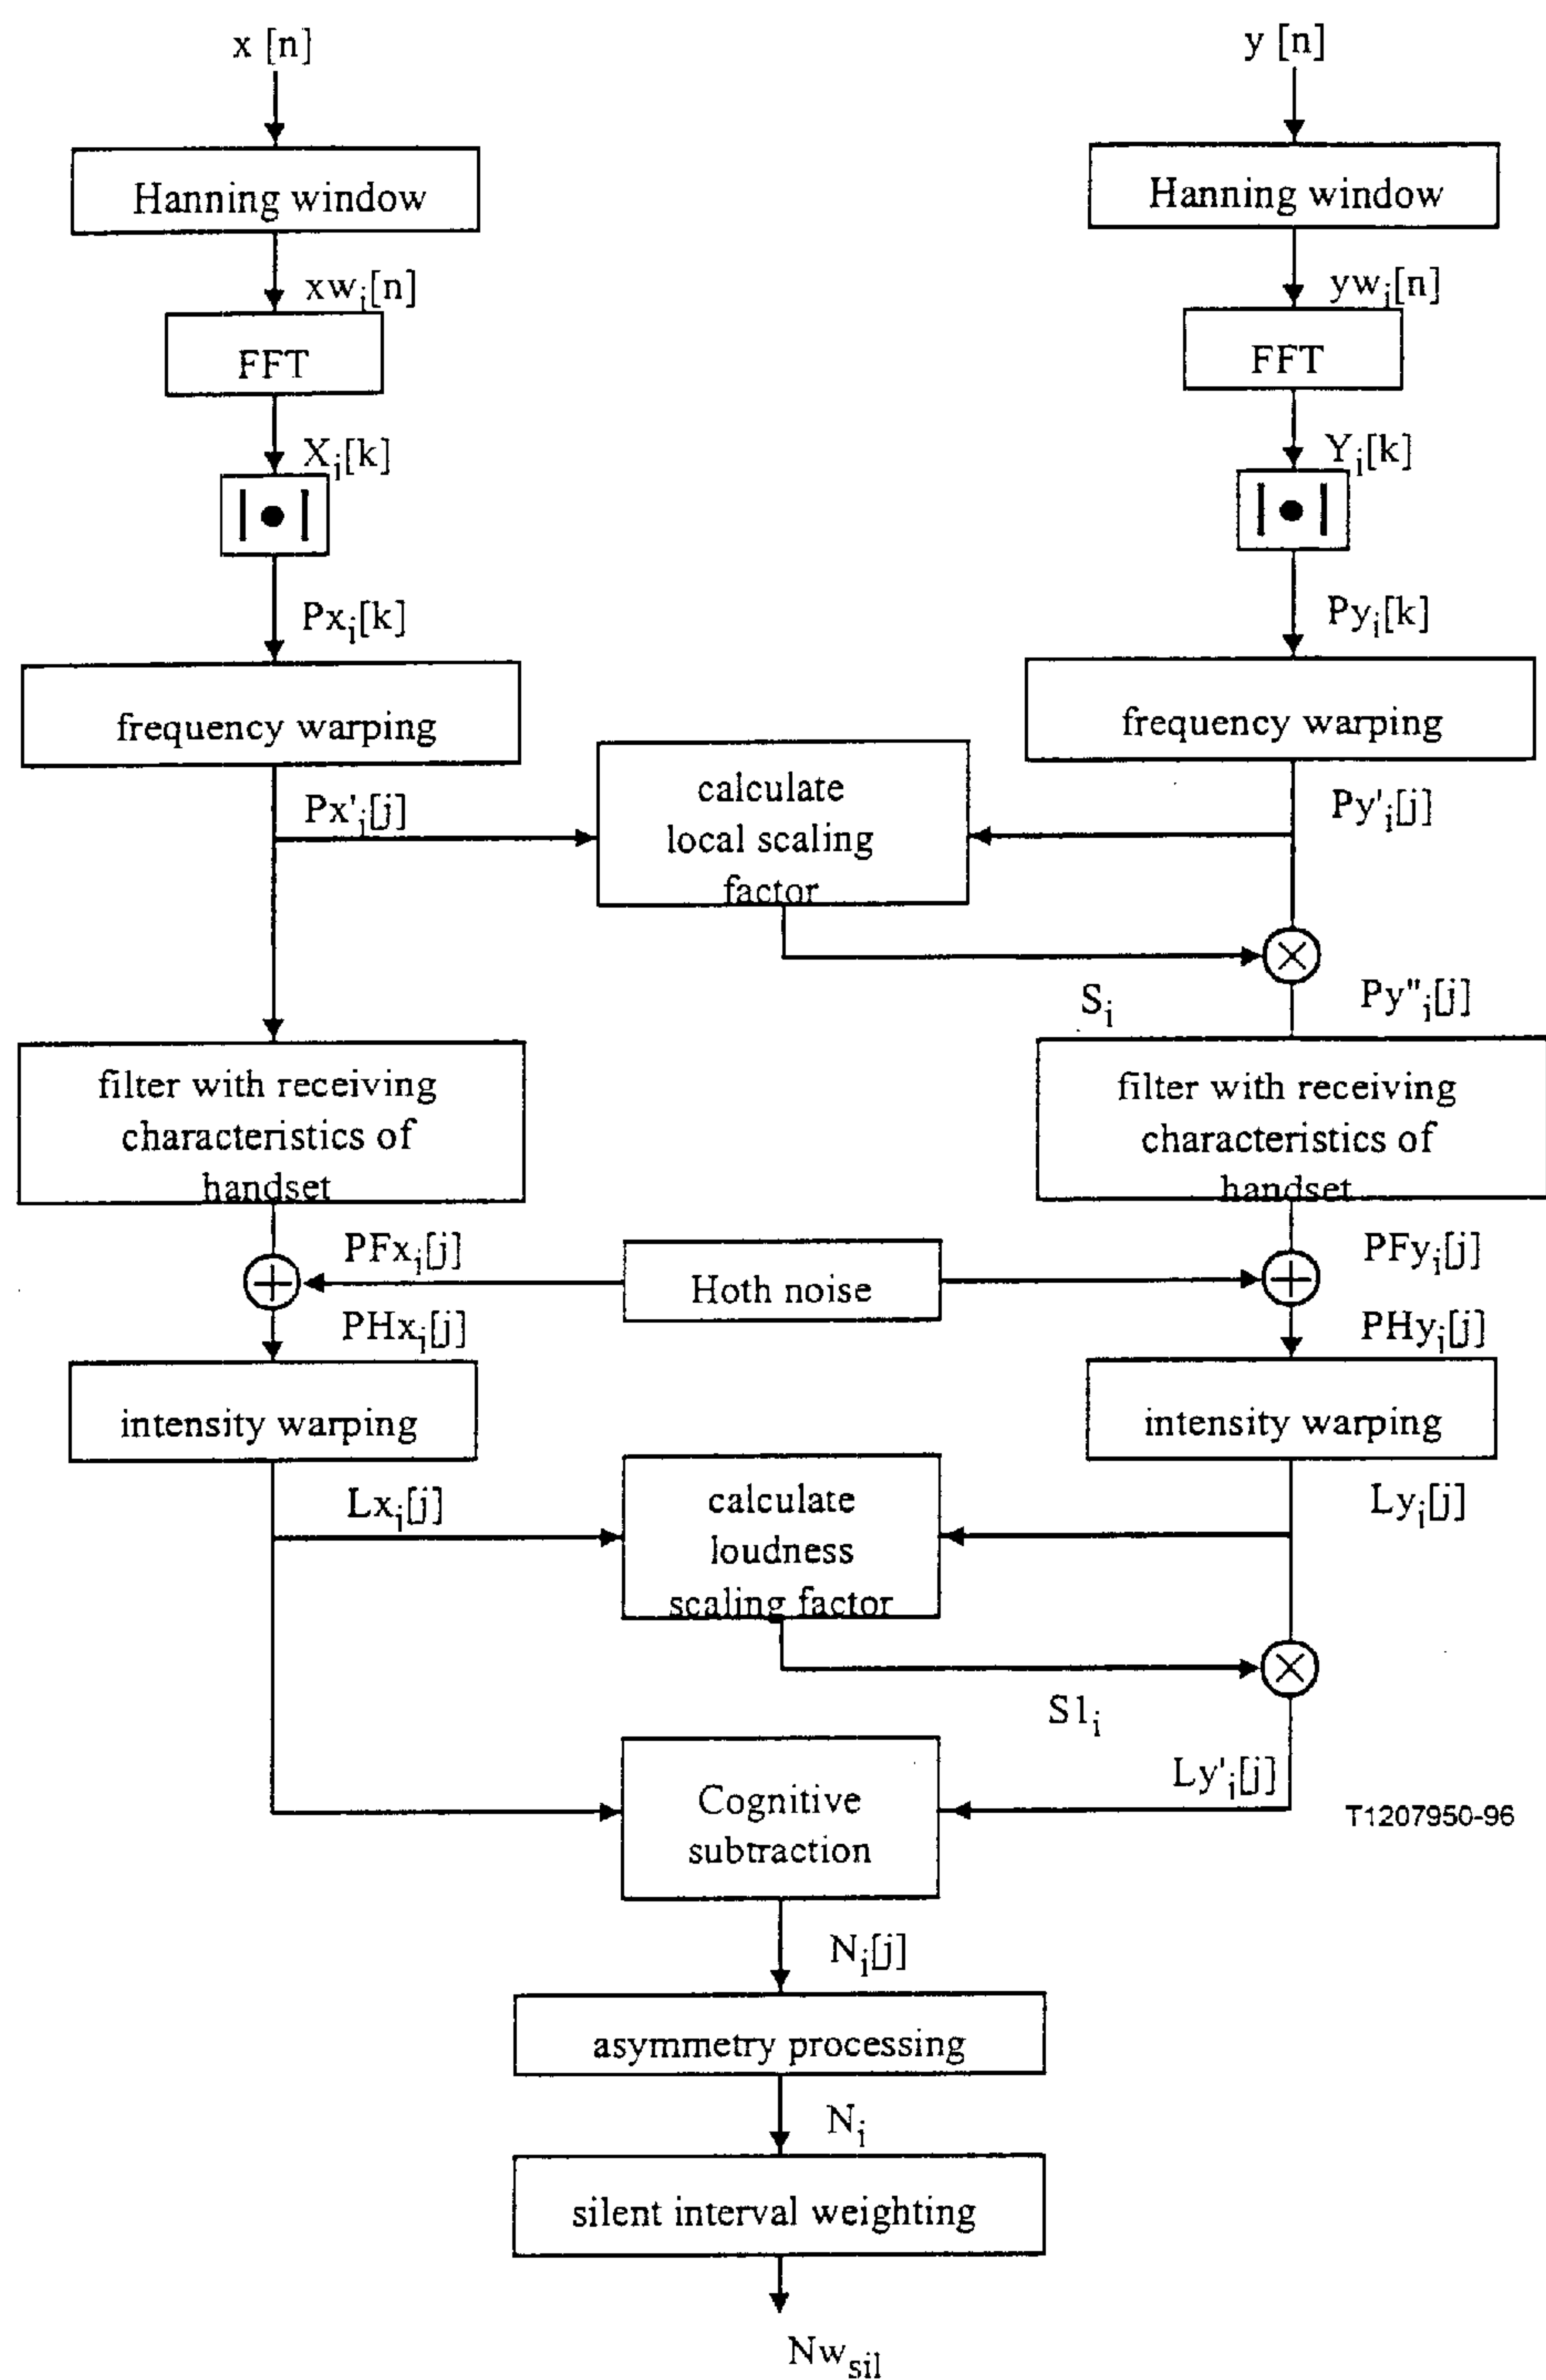 x [n]
y [n]
Hanning window
Hanning window
xwi[n]
ywi[n]
FFT
FFT
Xi[k]
Yi[k]
|●|
|●|
Pxi[k]
Pyi[k]
frequency warping
frequency warping
calculate
local scaling
factor
Px'i[j]
Py'i[j]
Si
Py"i[j]
filter with receiving
characteristics of
handset
filter with receiving
characteristics of
handset
PFxi[j]
Hoth noise
PFyi[j]
PHxi[j]
PHyi[j]
intensity warping
intensity warping
Lxi[j]
calculate
loudness
scaling factor
Lyi[j]
S1i
Cognitive
subtraction
Ly'i[j]
T1207950-96
Ni[j]
asymmetry processing
Ni
silent interval weighting
Nwsil